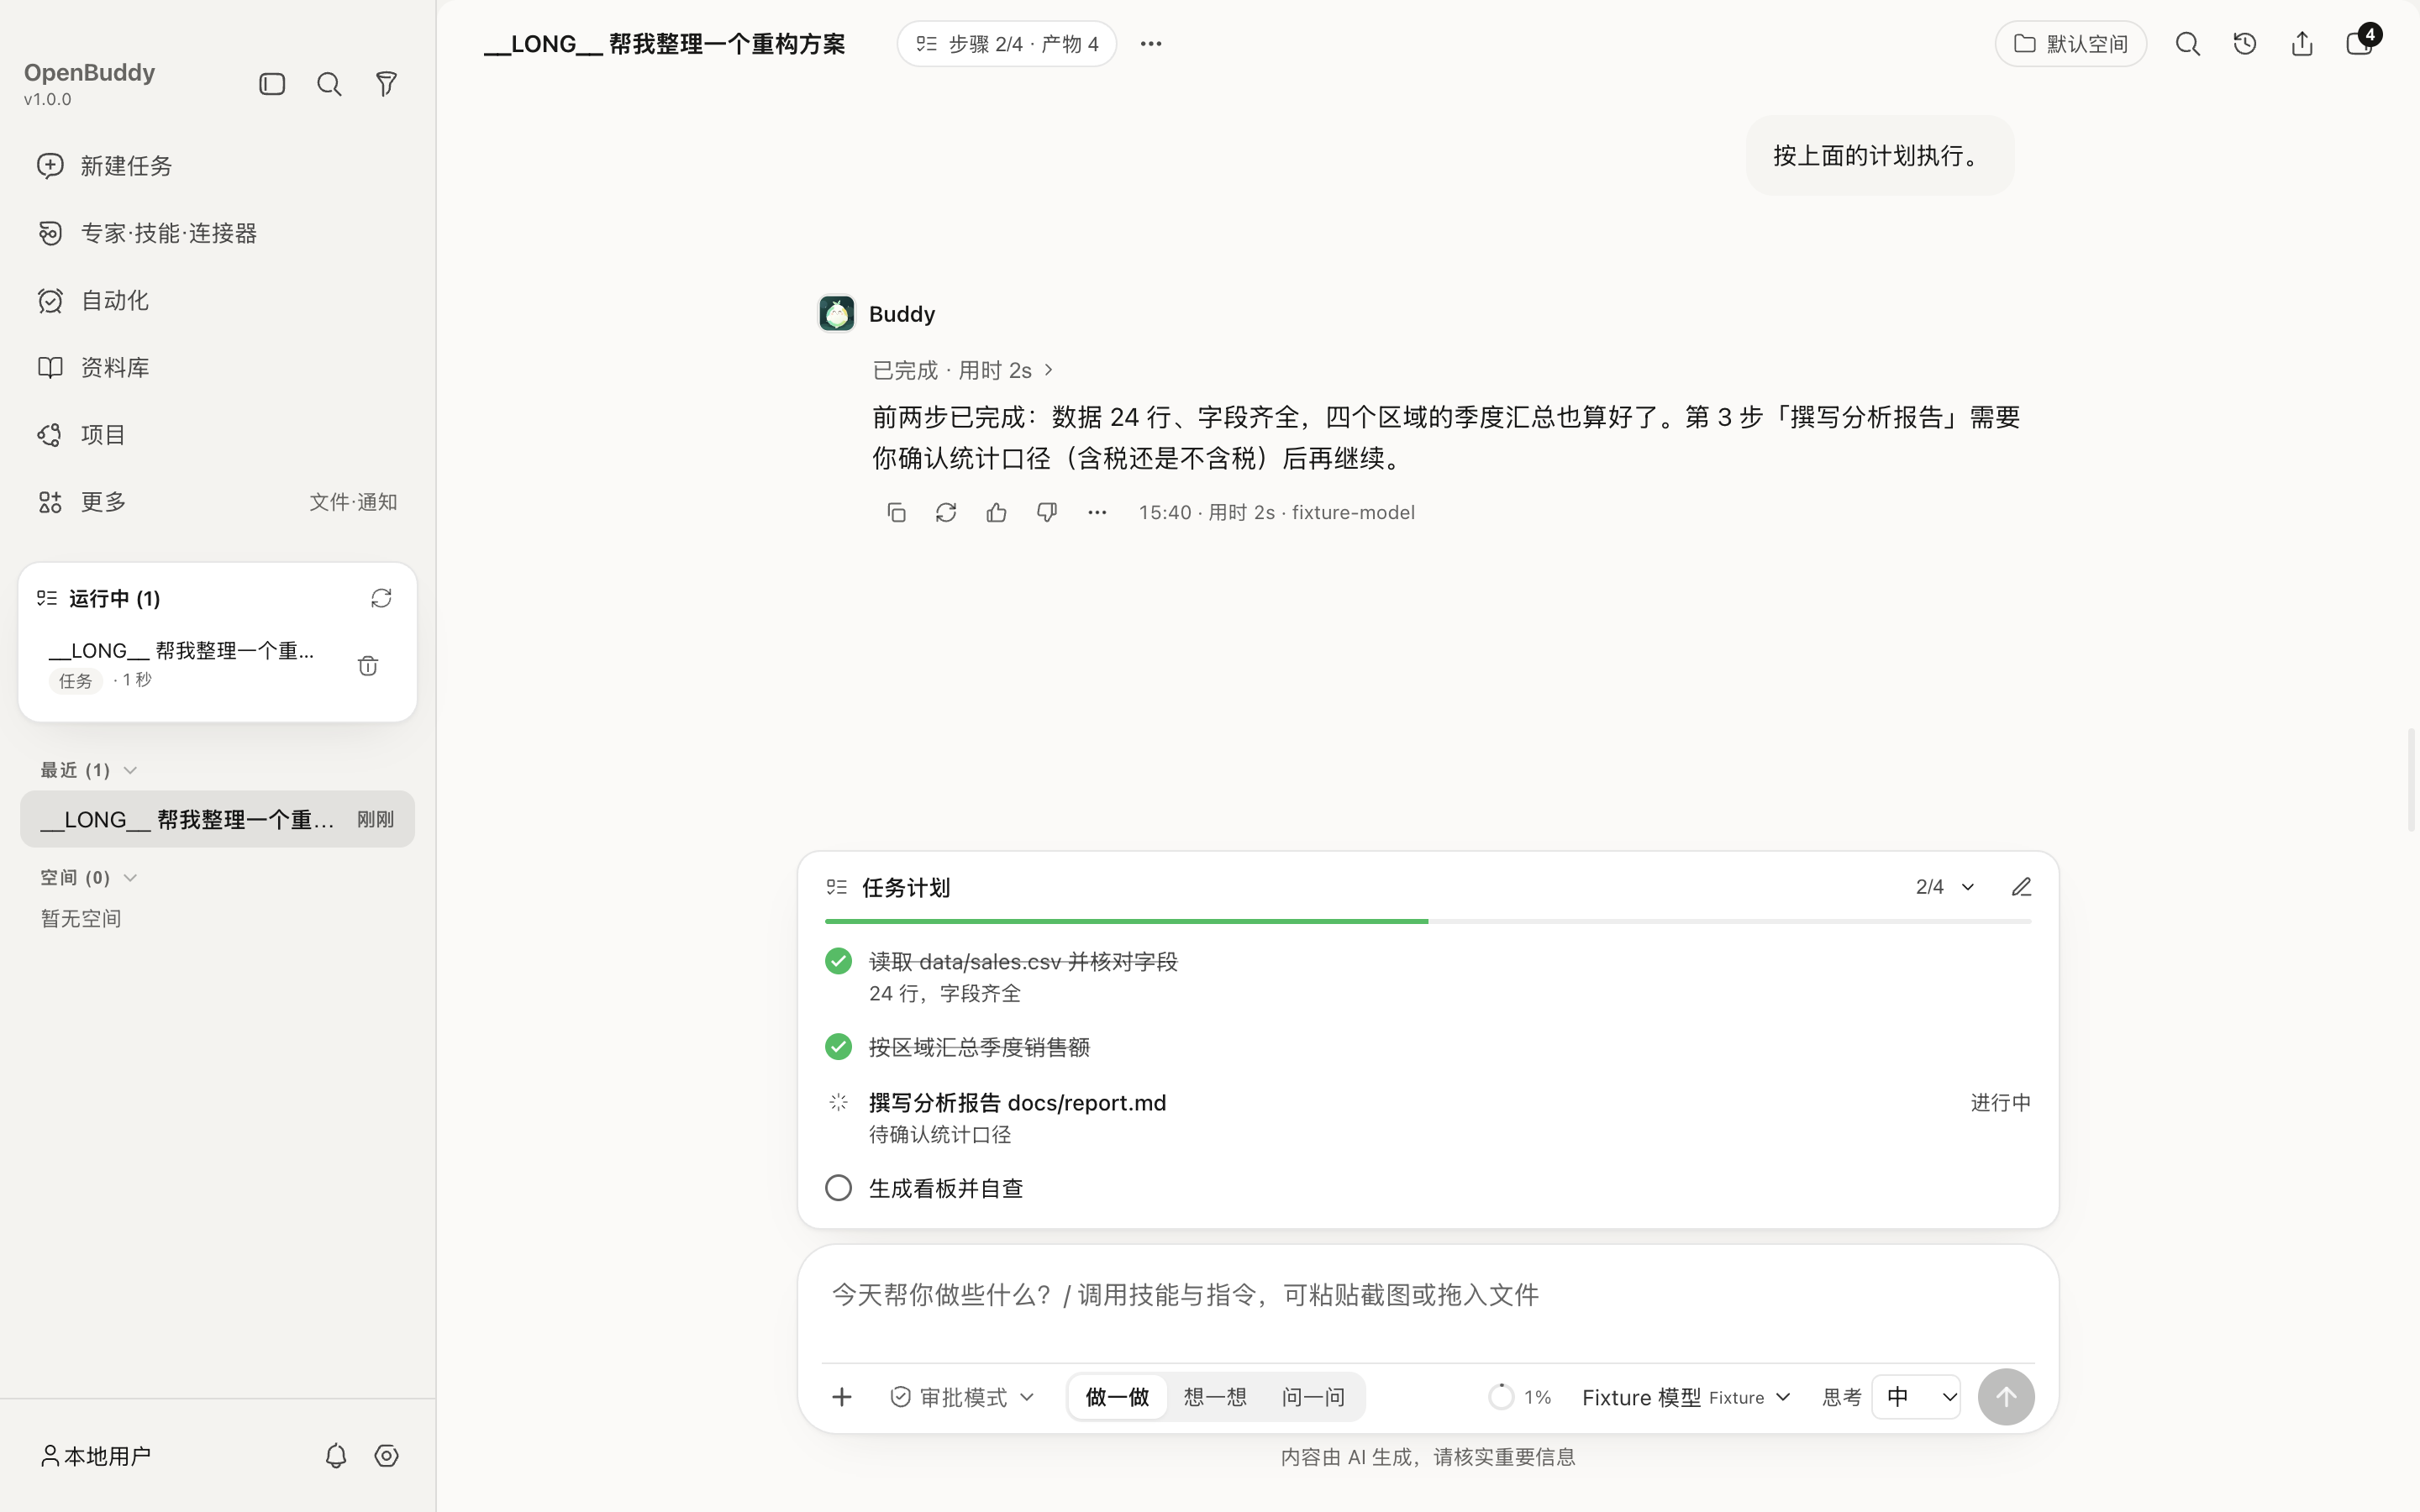 OpenBuddy
v1.0.0
新建任务
专家·技能·连接器
自动化
资料库
项目
更多 文件·通知
运行中 (1)
__LONG__ 帮我整理一个重...
任务 · 1 秒
最近 (1)
__LONG__ 帮我整理一个重... 刚刚
空间 (0)
暂无空间
本地用户
__LONG__ 帮我整理一个重构方案 步骤 2/4 · 产物 4 默认空间 4
按上面的计划执行。
Buddy
已完成 · 用时 2s
前两步已完成：数据 24 行、字段齐全，四个区域的季度汇总也算好了。第 3 步「撰写分析报告」需要
你确认统计口径（含税还是不含税）后再继续。
15:40 · 用时 2s · fixture-model
任务计划 2/4
读取 data/sales.csv 并核对字段
24 行，字段齐全
按区域汇总季度销售额
撰写分析报告 docs/report.md 进行中
待确认统计口径
生成看板并自查
今天帮你做些什么？/ 调用技能与指令，可粘贴截图或拖入文件
审批模式 做一做 想一想 问一问 1% Fixture 模型 Fixture 思考 中
内容由 AI 生成，请核实重要信息